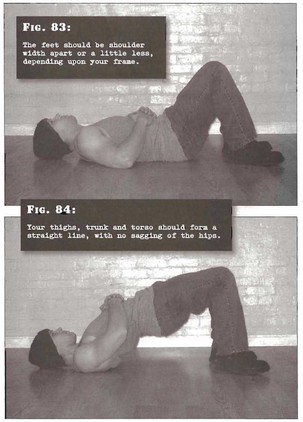 Fig. 83:
The feet should be shoulder
width apart or a little less,
depending upon your frame.
Fig. 84:
Your thighs, trunk and torso should form a
straight line, with no sagging of the hips.